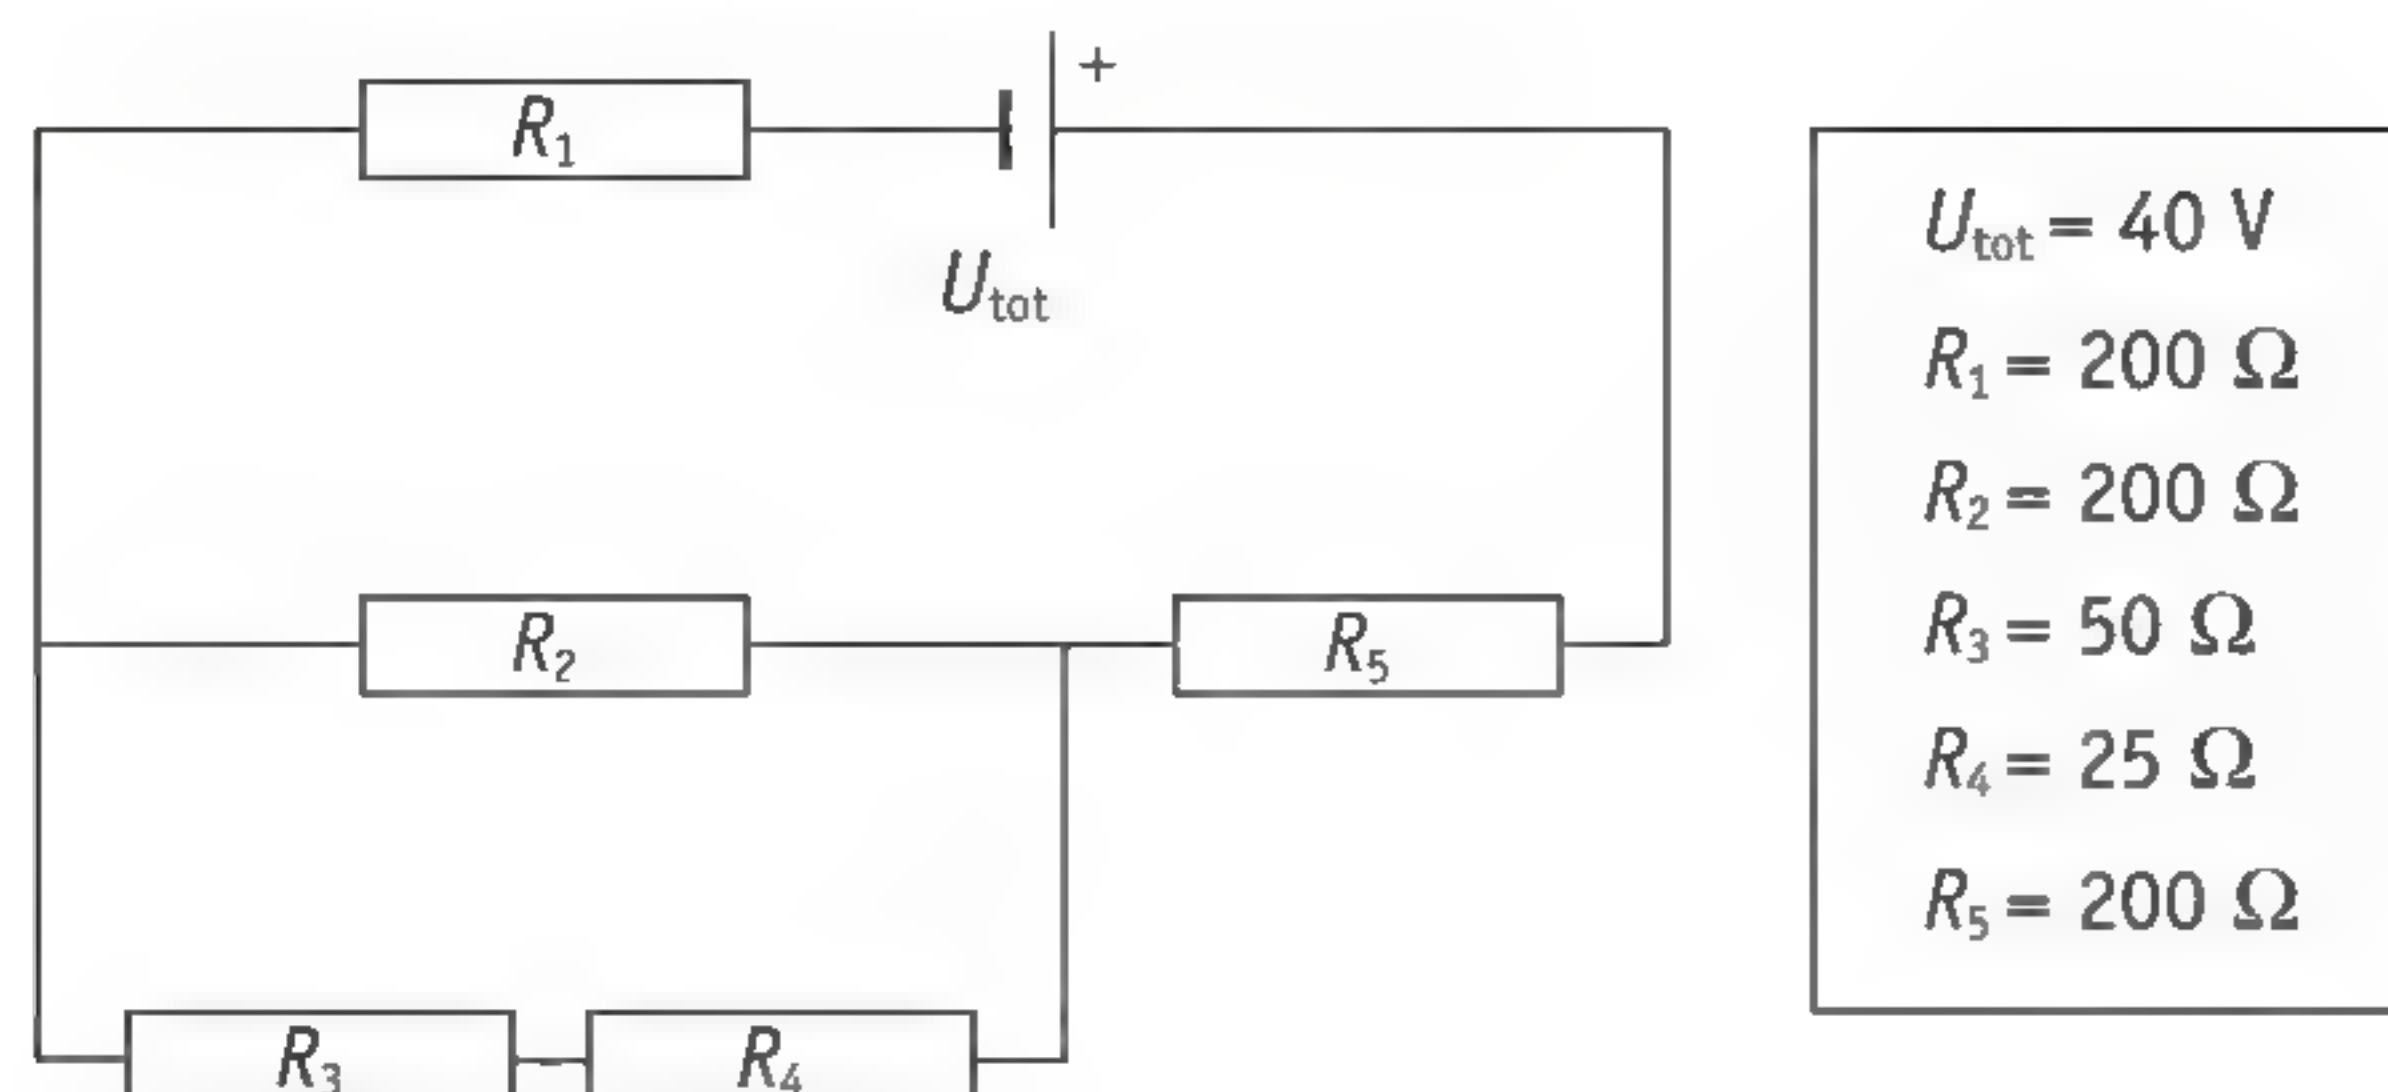 R₁
+
Uₜₒₜ
R₂
R₅
R₃
R₄
Uₜₒₜ = 40 V
R₁ = 200 Ω
R₂ = 200 Ω
R₃ = 50 Ω
R₄ = 25 Ω
R₅ = 200 Ω